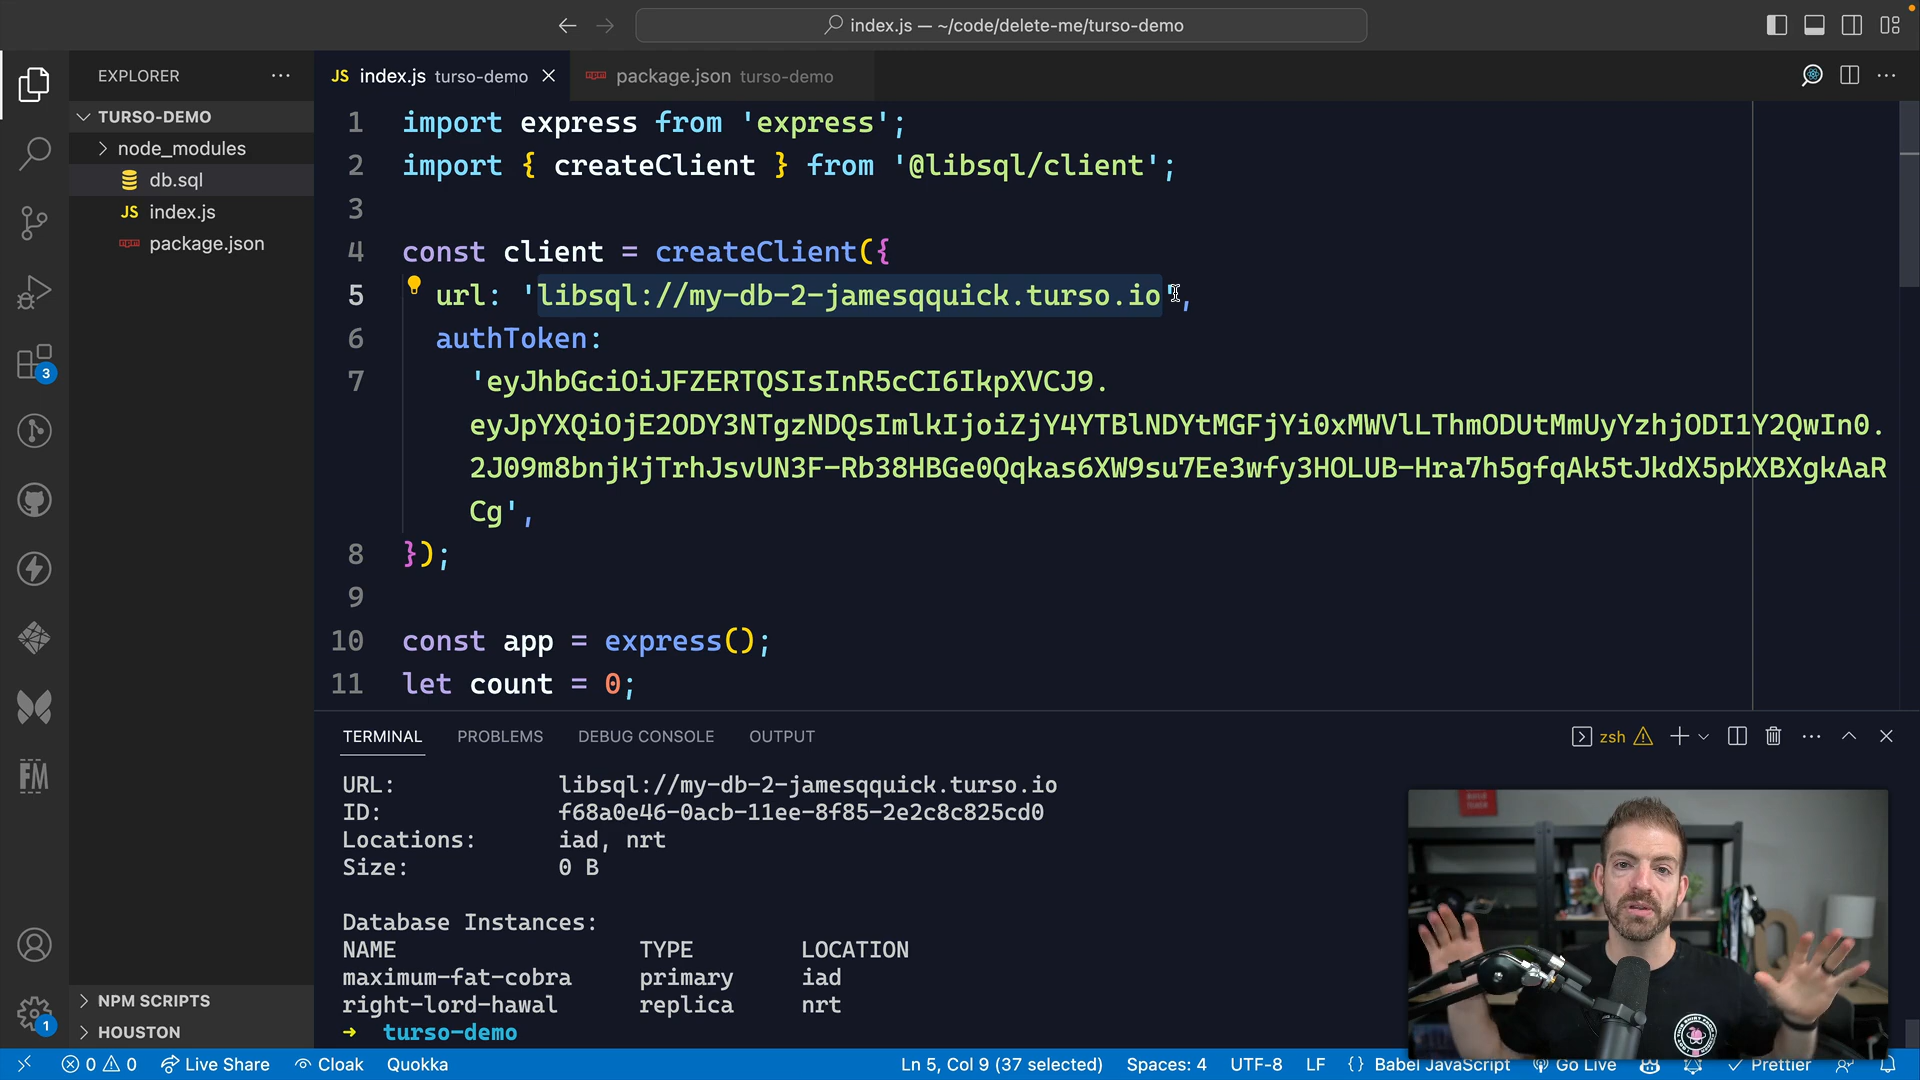 index.js — ~/code/delete-me/turso-demo
EXPLORER
TURSO-DEMO
node_modules
db.sql
index.js
package.json
NPM SCRIPTS
HOUSTON
JS index.js turso-demo
package.json turso-demo
1 import express from 'express';
2 import { createClient } from '@libsql/client';
3
4 const client = createClient({
5 url: 'libsql://my-db-2-jamesqquick.turso.io',
6 authToken:
7 'eyJhbGciOiJFZERTQSIsInR5cCI6IkpXVCJ9.
eyJpYXQiOjE2ODY3NTgzNDQsImlkIjoiZjY4YTBlNDYtMGFjYi0xMWVlLThmODUtMmUyYzhjODI1Y2QwIn0.
2J09m8bnjKjTrhJsvUN3F-Rb38HBGe0Qqkas6XW9su7Ee3wfy3HOLUB-Hra7h5gfqAk5tJkdX5pKXBXgkAaR
Cg',
8 });
9
10 const app = express();
11 let count = 0;
TERMINAL PROBLEMS DEBUG CONSOLE OUTPUT
zsh
URL: libsql://my-db-2-jamesqquick.turso.io
ID: f68a0e46-0acb-11ee-8f85-2e2c8c825cd0
Locations: iad, nrt
Size: 0 B
Database Instances:
NAME TYPE LOCATION
maximum-fat-cobra primary iad
right-lord-hawal replica nrt
➜ turso-demo
0 0 Live Share Cloak Quokka Ln 5, Col 9 (37 selected) Spaces: 4 UTF-8 LF {} Babel JavaScript Go Live Prettier
3
1
FM
JS